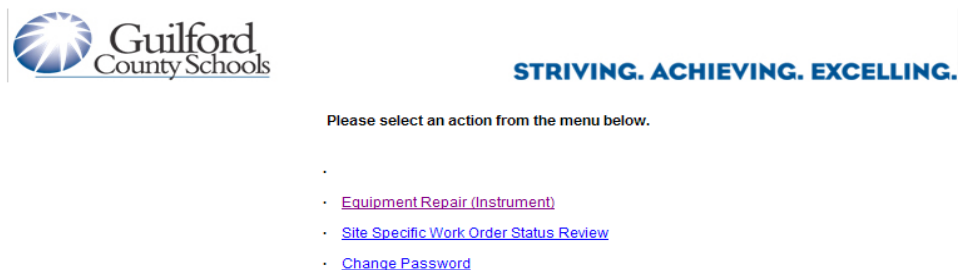 Guilford
County Schools
STRIVING. ACHIEVING. EXCELLING.
Please select an action from the menu below.
·
· Equipment Repair (Instrument)
· Site Specific Work Order Status Review
· Change Password